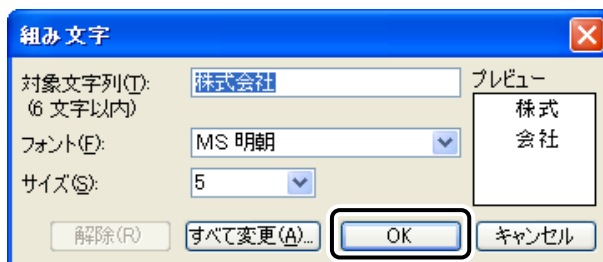 組み文字
対象文字列(T):
(6 文字以内)
株式会社
プレビュー
株式
会社
フォント(F):
MS 明朝
サイズ(S):
5
解除(R)
すべて変更(A)...
OK
キャンセル